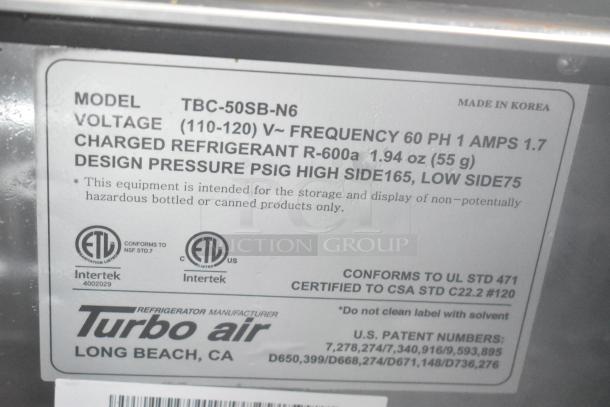 MODEL TBC-50SB-N6
MADE IN KOREA
VOLTAGE (110-120) V~ FREQUENCY 60 PH 1 AMPS 1.7
CHARGED REFRIGERANT R-600a 1.94 oz (55 g)
DESIGN PRESSURE PSIG HIGH SIDE165, LOW SIDE75
* This equipment is intended for the storage and display of non-potentially
hazardous bottled or canned products only.
ETL
CONFORMS TO
NSF STD.7
Intertek
4002029
C ETL US
Intertek
AUCTION GROUP
CONFORMS TO UL STD 471
CERTIFIED TO CSA STD C22.2 #120
REFRIGERATOR MANUFACTURER
Turbo air
LONG BEACH, CA
*Do not clean label with solvent
U.S. PATENT NUMBERS:
7,278,274/7,340,916/9,593,895
D650,399/D668,274/D671,148/D736,276